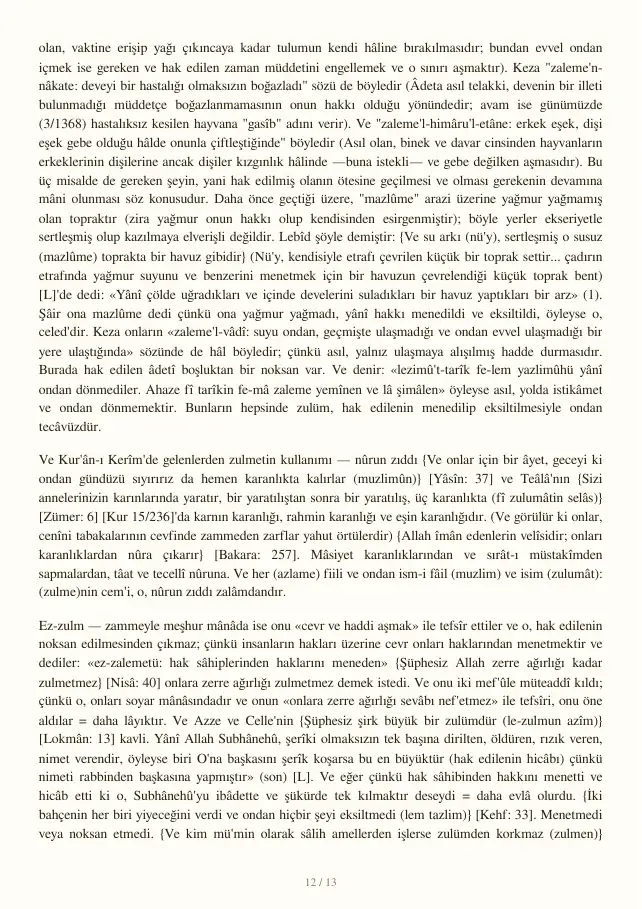 olan, vaktine erişip yağı çıkıncaya kadar tulumun kendi hâline bırakılmasıdır; bundan evvel ondan
içmek ise gereken ve hak edilen zaman müddetini engellemek ve o sınırı aşmaktır). Keza "zaleme'n-
nâkate: deveyi bir hastalığı olmaksızın boğazladı" sözü de böyledir (Âdeta asıl telakki, devenin bir illeti
bulunmadığı müddetçe boğazlanmamasının onun hakkı olduğu yönündedir; avam ise günümüzde
(3/1368) hastalıksız kesilen hayvana "gasîb" adını verir). Ve "zaleme'l-himâru'l-etâne: erkek eşek, dişi
eşek gebe olduğu hâlde onunla çiftleştiğinde" böyledir (Asıl olan, binek ve davar cinsinden hayvanların
erkeklerinin dişilerine ancak dişiler kızgınlık hâlinde —buna istekli— ve gebe değilken aşmasıdır). Bu
üç misalde de gereken şeyin, yani hak edilmiş olanın ötesine geçilmesi ve olması gerekenin devamına
mâni olunması söz konusudur. Daha önce geçtiği üzere, "mazlûme" arazi üzerine yağmur yağmamış
olan topraktır (zira yağmur onun hakkı olup kendisinden esirgenmiştir); böyle yerler ekseriyetle
sertleşmiş olup kazılmaya elverişli değildir. Lebîd şöyle demiştir: {Ve su arkı (nü'y), sertleşmiş o susuz
(mazlûme) toprakta bir havuz gibidir} (Nü'y, kendisiyle etrafı çevrilen küçük bir toprak settir... çadırın
etrafında yağmur suyunu ve benzerini menetmek için bir havuzun çevrelendiği küçük toprak bent)
[L]'de dedi: «Yânî çölde uğradıkları ve içinde develerini suladıkları bir havuz yaptıkları bir arz» (1).
Şâir ona mazlûme dedi çünkü ona yağmur yağmadı, yânî hakkı menedildi ve eksiltildi, öyleyse o,
celed'dir. Keza onların «zaleme'l-vâdî: suyu ondan, geçmişte ulaşmadığı ve ondan evvel ulaşmadığı bir
yere ulaştığında» sözünde de hâl böyledir; çünkü asıl, yalnız ulaşmaya alışılmış hadde durmasıdır.
Burada hak edilen âdetî boşluktan bir noksan var. Ve denir: «lezimû't-tarîk fe-lem yazlimûhü yânî
ondan dönmediler. Ahaze fî tarîkin fe-mâ zaleme yemînen ve lâ şimâlen» öyleyse asıl, yolda istikâmet
ve ondan dönmemektir. Bunların hepsinde zulüm, hak edilenin menedilip eksiltilmesiyle ondan
tecâvüzdür.
Ve Kur'ân-ı Kerîm'de gelenlerden zulmetin kullanımı — nûrun zıddı {Ve onlar için bir âyet, geceyi ki
ondan gündüzü sıyırırız da hemen karanlıkta kalırlar (muzlimûn)} [Yâsîn: 37] ve Teâlâ'nın {Sizi
annelerinizin karınlarında yaratır, bir yaratılıştan sonra bir yaratılış, üç karanlıkta (fî zulumâtin selâs)}
[Zümer: 6] [Kur 15/236]'da karnın karanlığı, rahmin karanlığı ve eşin karanlığıdır. (Ve görülür ki onlar,
cenîni tabakalarının cevfinde zammeden zarflar yahut örtülerdir) {Allah îmân edenlerin velîsidir; onları
karanlıklardan nûra çıkarır} [Bakara: 257]. Mâsiyet karanlıklarından ve sırât-ı müstakîmden
sapmalardan, tâat ve tecellî nûruna. Ve her (azlame) fiili ve ondan ism-i fâil (muzlim) ve isim (zulumât):
(zulme)nin cem'i, o, nûrun zıddı zalâmdandır.
Ez-zulm — zammeyle meşhur mânâda ise onu «cevr ve haddi aşmak» ile tefsîr ettiler ve o, hak edilenin
noksan edilmesinden çıkmaz; çünkü insanların hakları üzerine cevr onları haklarından menetmektir ve
dediler: «ez-zalemetü: hak sâhiplerinden haklarını meneden» {Şüphesiz Allah zerre ağırlığı kadar
zulmetmez} [Nisâ: 40] onlara zerre ağırlığı zulmetmez demek istedi. Ve onu iki mef'ûle müteaddî kıldı;
çünkü o, onları soyar mânâsındadır ve onun «onlara zerre ağırlığı sevâbı nef'etmez» ile tefsîri, onu öne
aldılar = daha lâyıktır. Ve Azze ve Celle'nin {Şüphesiz şirk büyük bir zulümdür (le-zulmun azîm)}
[Lokmân: 13] kavli. Yânî Allah Subhânehû, şerîki olmaksızın tek başına dirilten, öldüren, rızık veren,
nimet verendir, öyleyse biri O'na başkasını şerîk koşarsa bu en büyüktür (hak edilenin hicâbı) çünkü
nimeti rabbinden başkasına yapmıştır» (son) [L]. Ve eğer çünkü hak sâhibinden hakkını menetti ve
hicâb etti ki o, Subhânehû'yu ibâdette ve şükürde tek kılmaktır deseydi = daha evlâ olurdu. {İki
bahçenin her biri yiyeceğini verdi ve ondan hiçbir şeyi eksiltmedi (lem tazlim)} [Kehf: 33]. Menetmedi
veya noksan etmedi. {Ve kim mü'min olarak sâlih amellerden işlerse zulümden korkmaz (zulmen)}
12 / 13